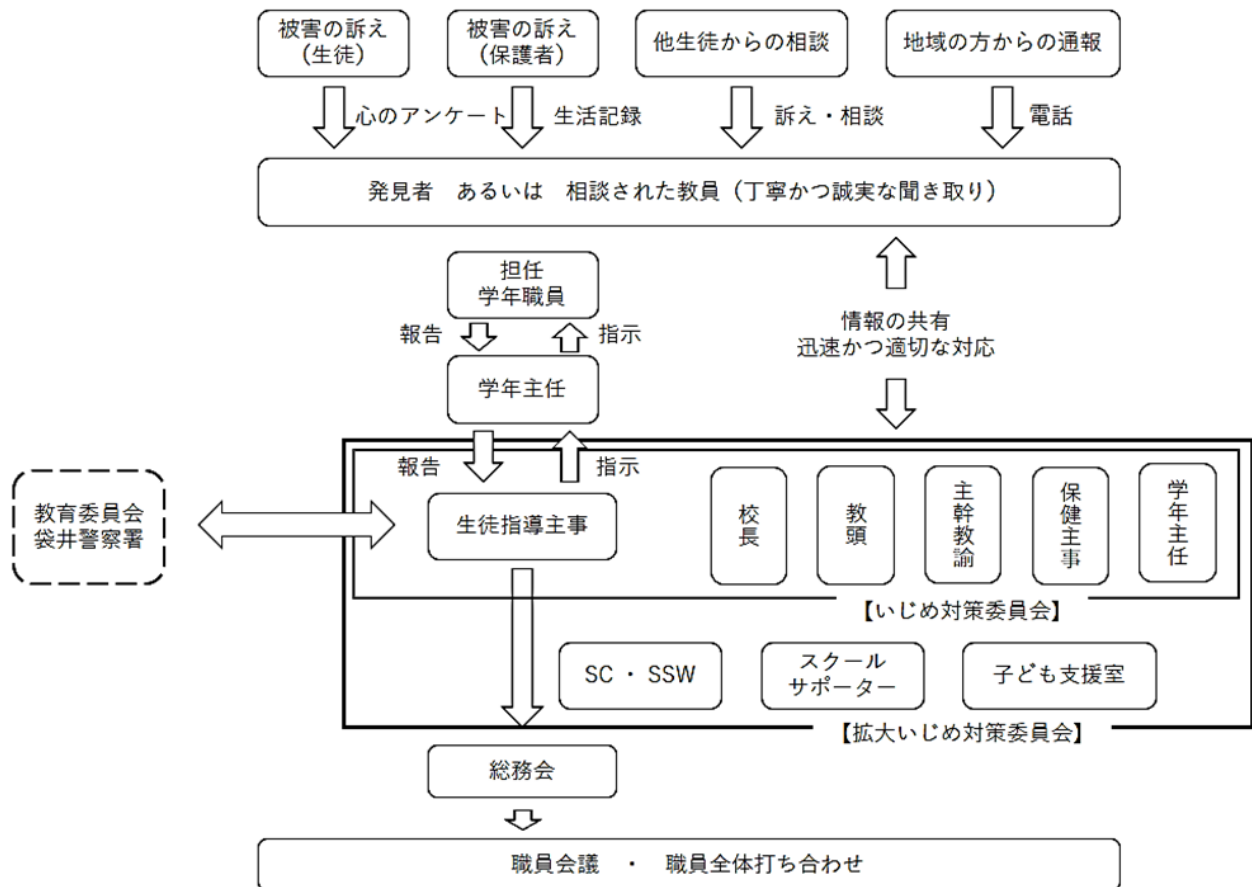 被害の訴え
（生徒）
被害の訴え
（保護者）
他生徒からの相談
地域の方からの通報
心のアンケート
生活記録
訴え・相談
電話
発見者　あるいは　相談された教員（丁寧かつ誠実な聞き取り）
担任
学年職員
報告
指示
情報の共有
迅速かつ適切な対応
学年主任
報告
指示
教育委員会
袋井警察署
生徒指導主事
校長
教頭
主幹教諭
保健主事
学年主任
【いじめ対策委員会】
SC ・ SSW
スクール
サポーター
子ども支援室
【拡大いじめ対策委員会】
総務会
職員会議　・　職員全体打ち合わせ